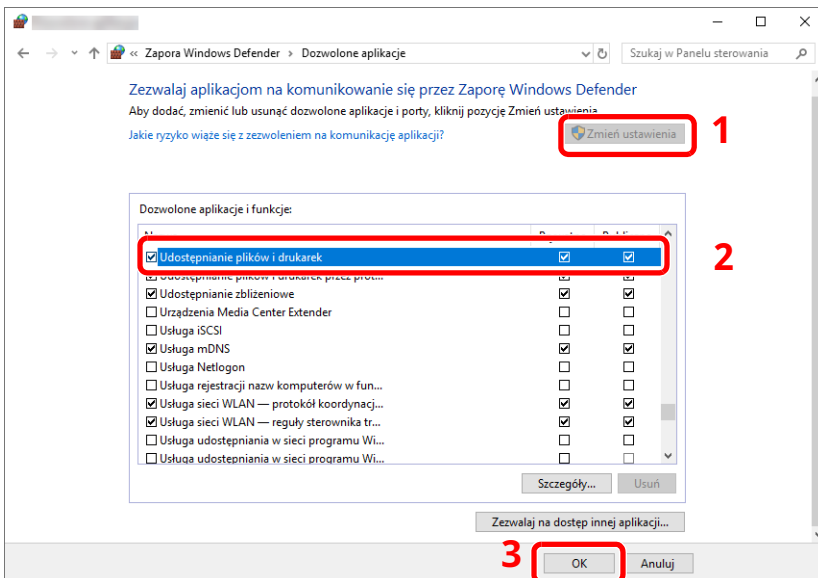 « Zapora Windows Defender › Dozwolone aplikacje
Szukaj w Panelu sterowania
Zezwalaj aplikacjom na komunikowanie się przez Zaporę Windows Defender
Aby dodać, zmienić lub usunąć dozwolone aplikacje i porty, kliknij pozycję Zmień ustawienia
Jakie ryzyko wiąże się z zezwoleniem na komunikację aplikacji?
Zmień ustawienia
1
Dozwolone aplikacje i funkcje:
Udostępnianie plików i drukarek
2
Udostępnianie plików i drukarek przez prot...
Udostępnianie zbliżeniowe
Urządzenia Media Center Extender
Usługa iSCSI
Usługa mDNS
Usługa Netlogon
Usługa rejestracji nazw komputerów w fun...
Usługa sieci WLAN — protokół koordynacj...
Usługa sieci WLAN — reguły sterownika tr...
Usługa udostępniania w sieci programu Wi...
Usługa udostępniania w sieci programu Wi...
Szczegóły...
Usuń
Zezwalaj na dostęp innej aplikacji...
3
OK
Anuluj